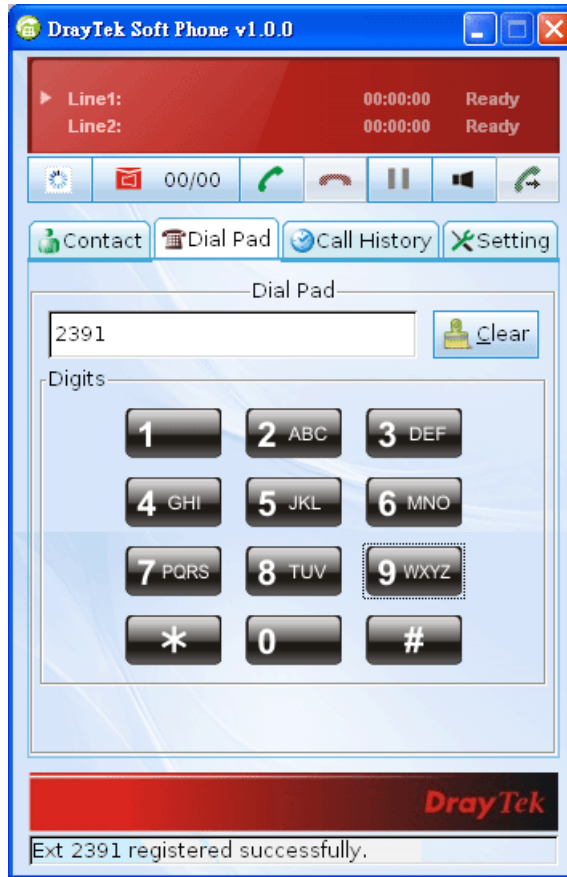 DrayTek Soft Phone v1.0.0
Line1: 00:00:00 Ready
Line2: 00:00:00 Ready
00/00
Contact Dial Pad Call History Setting
Dial Pad
2391 Clear
Digits
1 2 ABC 3 DEF
4 GHI 5 JKL 6 MNO
7 PQRS 8 TUV 9 WXYZ
* 0 #
DrayTek
Ext 2391 registered successfully.